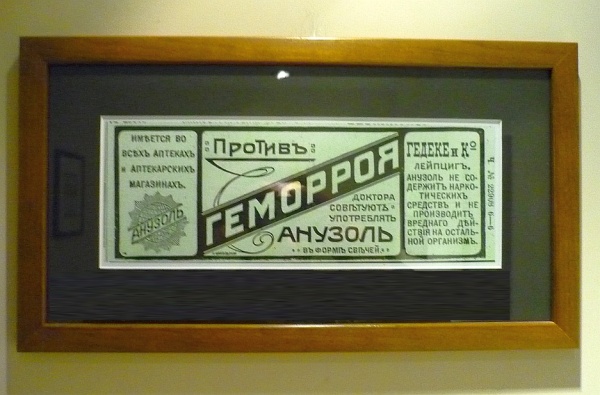 ИМѢЕТСЯ ВО
ВСѢХЪ АПТЕКАХЪ
и АПТЕКАРСКИХЪ
МАГАЗИНАХЪ.
АНУЗОЛЬ
ПРОТИВЪ
ГЕМОРРОЯ
ДОКТОРА
СОВѢТУЮТЪ
УПОТРЕБЛЯТЬ
АНУЗОЛЬ
ВЪ ФОРМѢ СВѢЧЕЙ.
ГЕДЕКЕ и Кº
ЛЕЙПЦИГЪ.
АНУЗОЛЬ НЕ СО-
ДЕРЖИТЪ НАРКО-
ТИЧЕСКИХЪ
СРЕДСТВЪ И НЕ
ПРОИЗВОДИТЪ
ВРЕДНАГО ДѢЙ-
СТВІЯ НА ОСТАЛЬ-
НОЙ ОРГАНИЗМЪ.